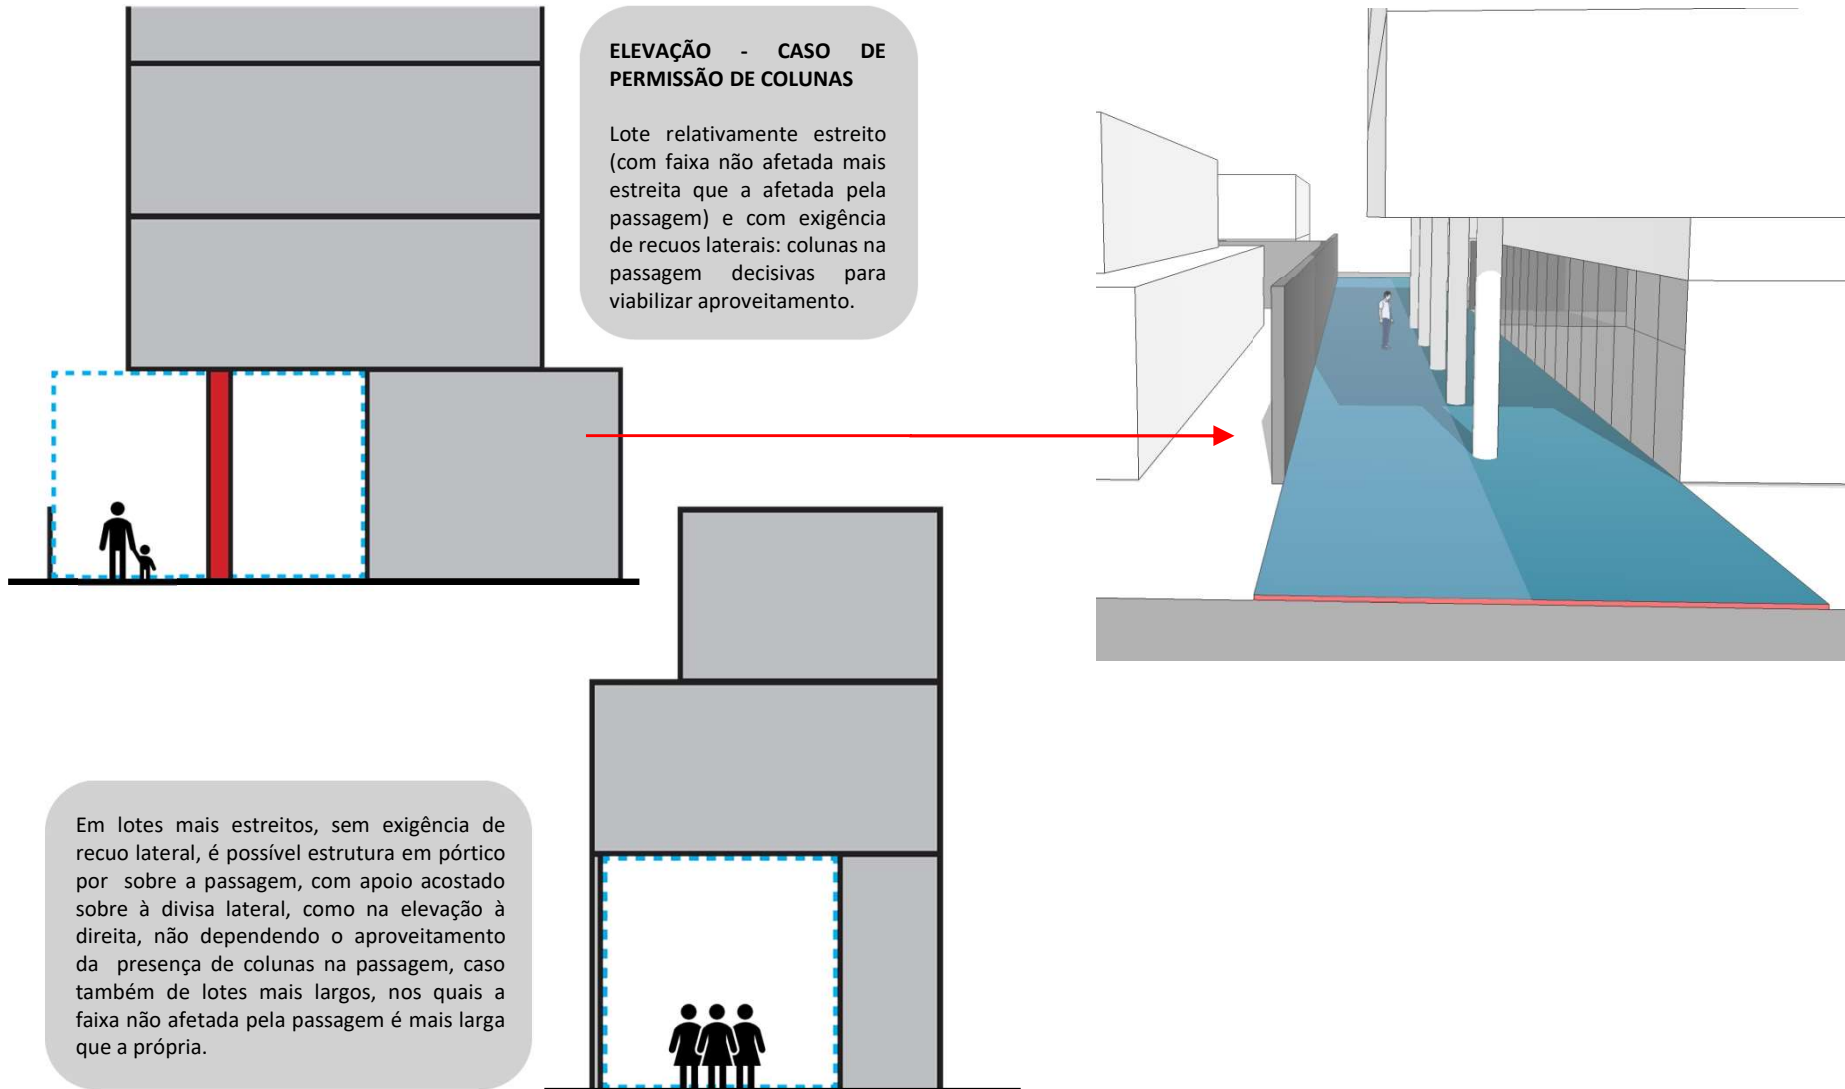 ELEVAÇÃO - CASO DE
PERMISSÃO DE COLUNAS
Lote relativamente estreito
(com faixa não afetada mais
estreita que a afetada pela
passagem) e com exigência
de recuos laterais: colunas na
passagem decisivas para
viabilizar aproveitamento.
Em lotes mais estreitos, sem exigência de
recuo lateral, é possível estrutura em pórtico
por sobre a passagem, com apoio acostado
sobre à divisa lateral, como na elevação à
direita, não dependendo o aproveitamento
da presença de colunas na passagem, caso
também de lotes mais largos, nos quais a
faixa não afetada pela passagem é mais larga
que a própria.